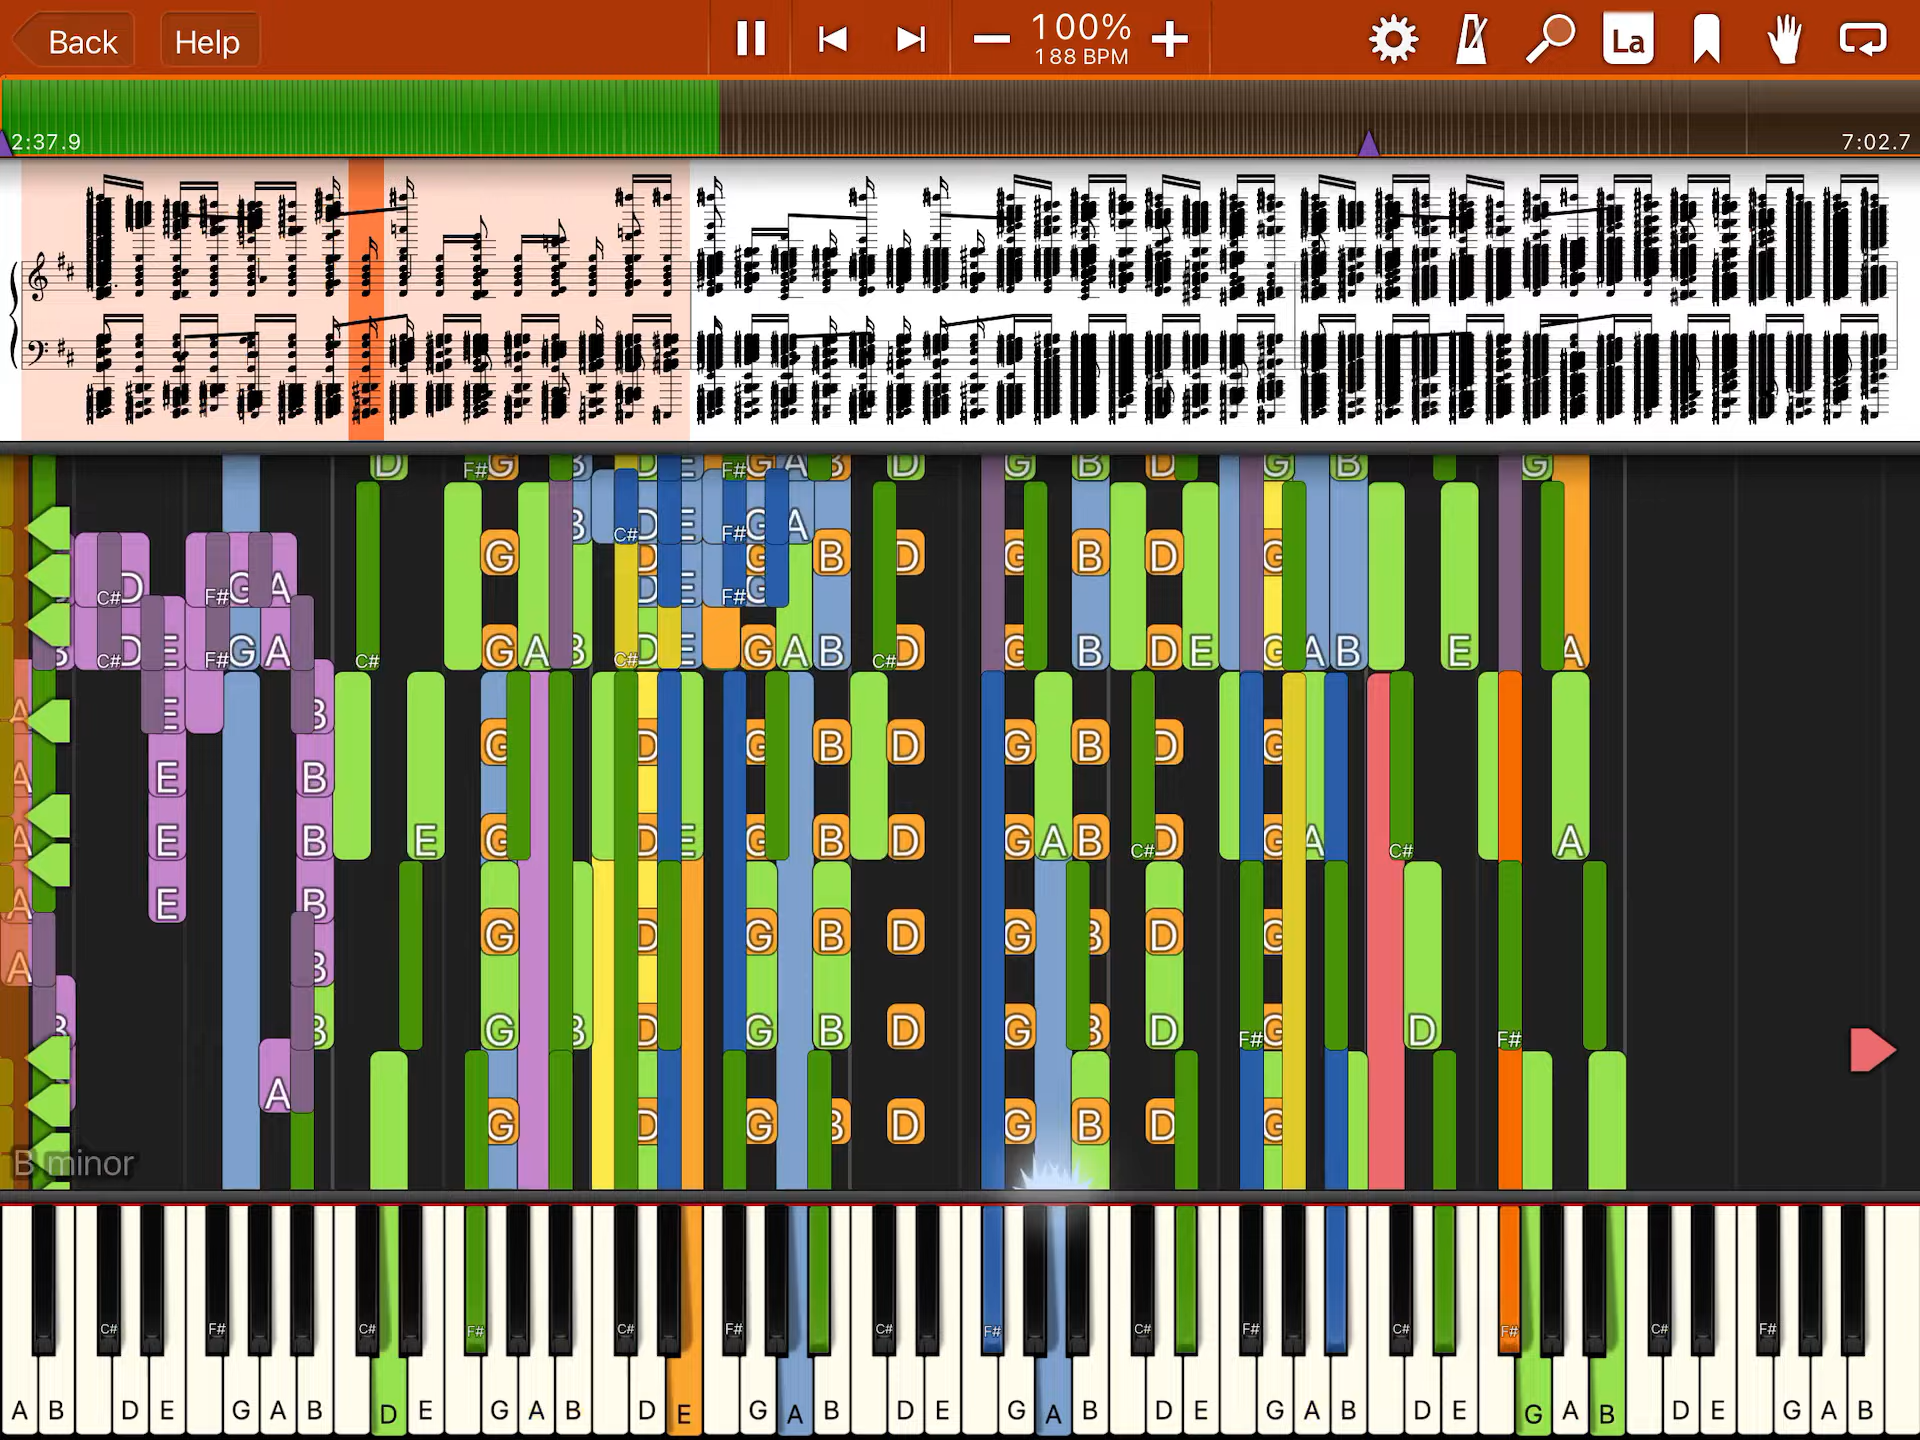 Back Help 100% La
188 BPM
2:37.9 7:02.7
D F# G B D E F# G A B D G B D G B G
B C# D E F# G A
G B D G B D G
C# D F# G A D E F# G
B C# D E F# G A C# G A B C# D E F# G A B C# D G B D E G A B E A
A E B G D G B D G B D G
A E B
A E B E G D E G B D G A B C# D G A C# A
A E B
A B G D G B D G B D G
B B G B D G B D G B D F# G D F#
A G D G B D G B D G
B minor
C# F# C# F# C# F# C# F# C# F# C# F# C# F#
A B D E G A B D E G A B D E G A B D E G A B D E G A B D E G A B D E G A B